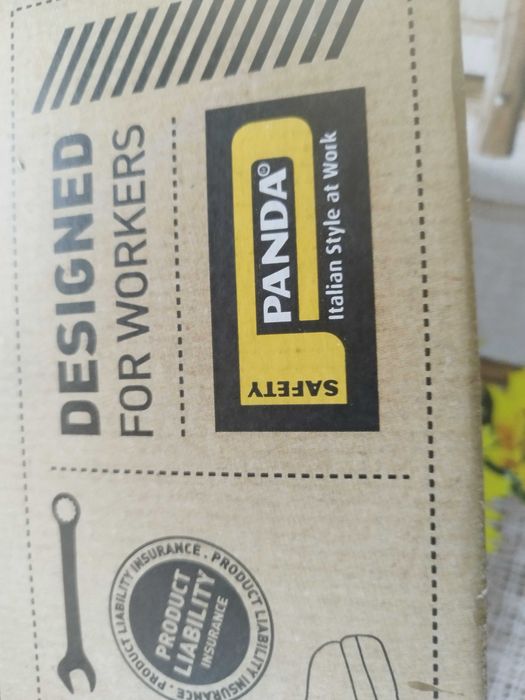 DESIGNED
FOR WORKERS
PANDA®
Italian Style at Work
SAFETY
PRODUCT LIABILITY INSURANCE · PRODUCT LIABILITY INSURANCE ·
PRODUCT
LIABILITY
INSURANCE